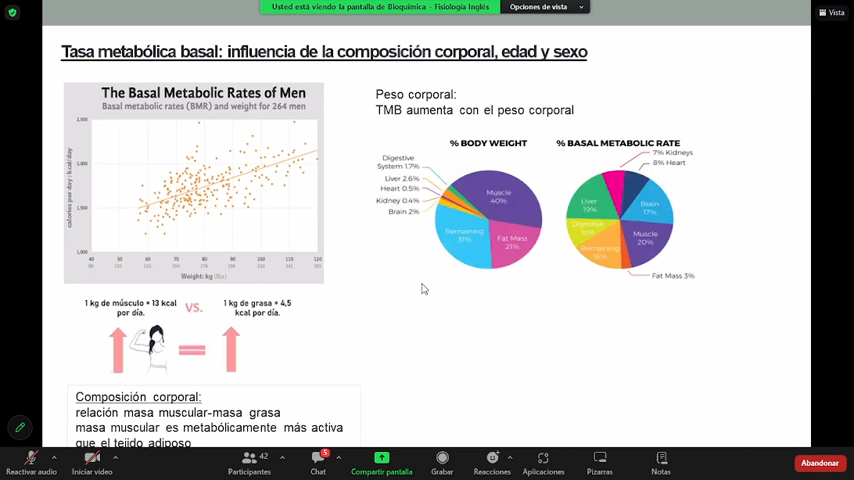 Usted está viendo la pantalla de Bioquímica - Fisiología Inglés
Opciones de vista
Vista
Tasa metabólica basal: influencia de la composición corporal, edad y sexo
The Basal Metabolic Rates of Men
Basal metabolic rates (BMR) and weight for 264 men
2,500
2,000
1,500
1,000
calories per day: kcal/day
40 50 60 70 80 90 100 110 120
Weight: kg (lbs)
Peso corporal:
TMB aumenta con el peso corporal
% BODY WEIGHT
Digestive
System 1.7%
Liver 2.6%
Heart 0.5%
Kidney 0.4%
Brain 2%
Muscle
40%
Remaining
31%
Fat Mass
21%
% BASAL METABOLIC RATE
7% Kidneys
8% Heart
Liver
19%
Brain
17%
Digestive
Muscle
20%
Remaining
Fat Mass 3%
1 kg de músculo = 13 kcal
por día.
VS.
1 kg de grasa = 4,5
kcal por día.
Composición corporal:
relación masa muscular-masa grasa
masa muscular es metabólicamente más activa
que el tejido adiposo
Reactivar audio
Iniciar video
42
Participantes
5
Chat
Compartir pantalla
Grabar
Reacciones
Aplicaciones
Pizarras
Notas
Abandonar